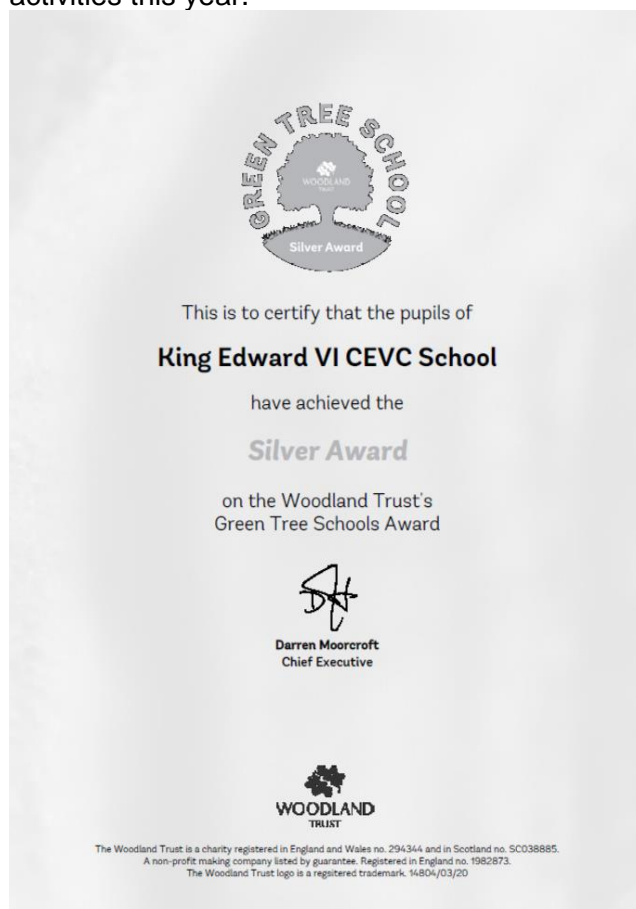 activities this year.
GREEN TREE SCHOOL
WOODLAND
TRUST
Silver Award
This is to certify that the pupils of
King Edward VI CEVC School
have achieved the
Silver Award
on the Woodland Trust's
Green Tree Schools Award
Darren Moorcroft
Chief Executive
WOODLAND
TRUST
The Woodland Trust is a charity registered in England and Wales no. 294344 and in Scotland no. SC038885.
A non-profit making company listed by guarantee. Registered in England no. 1982873.
The Woodland Trust logo is a regsitered trademark. 14804/03/20